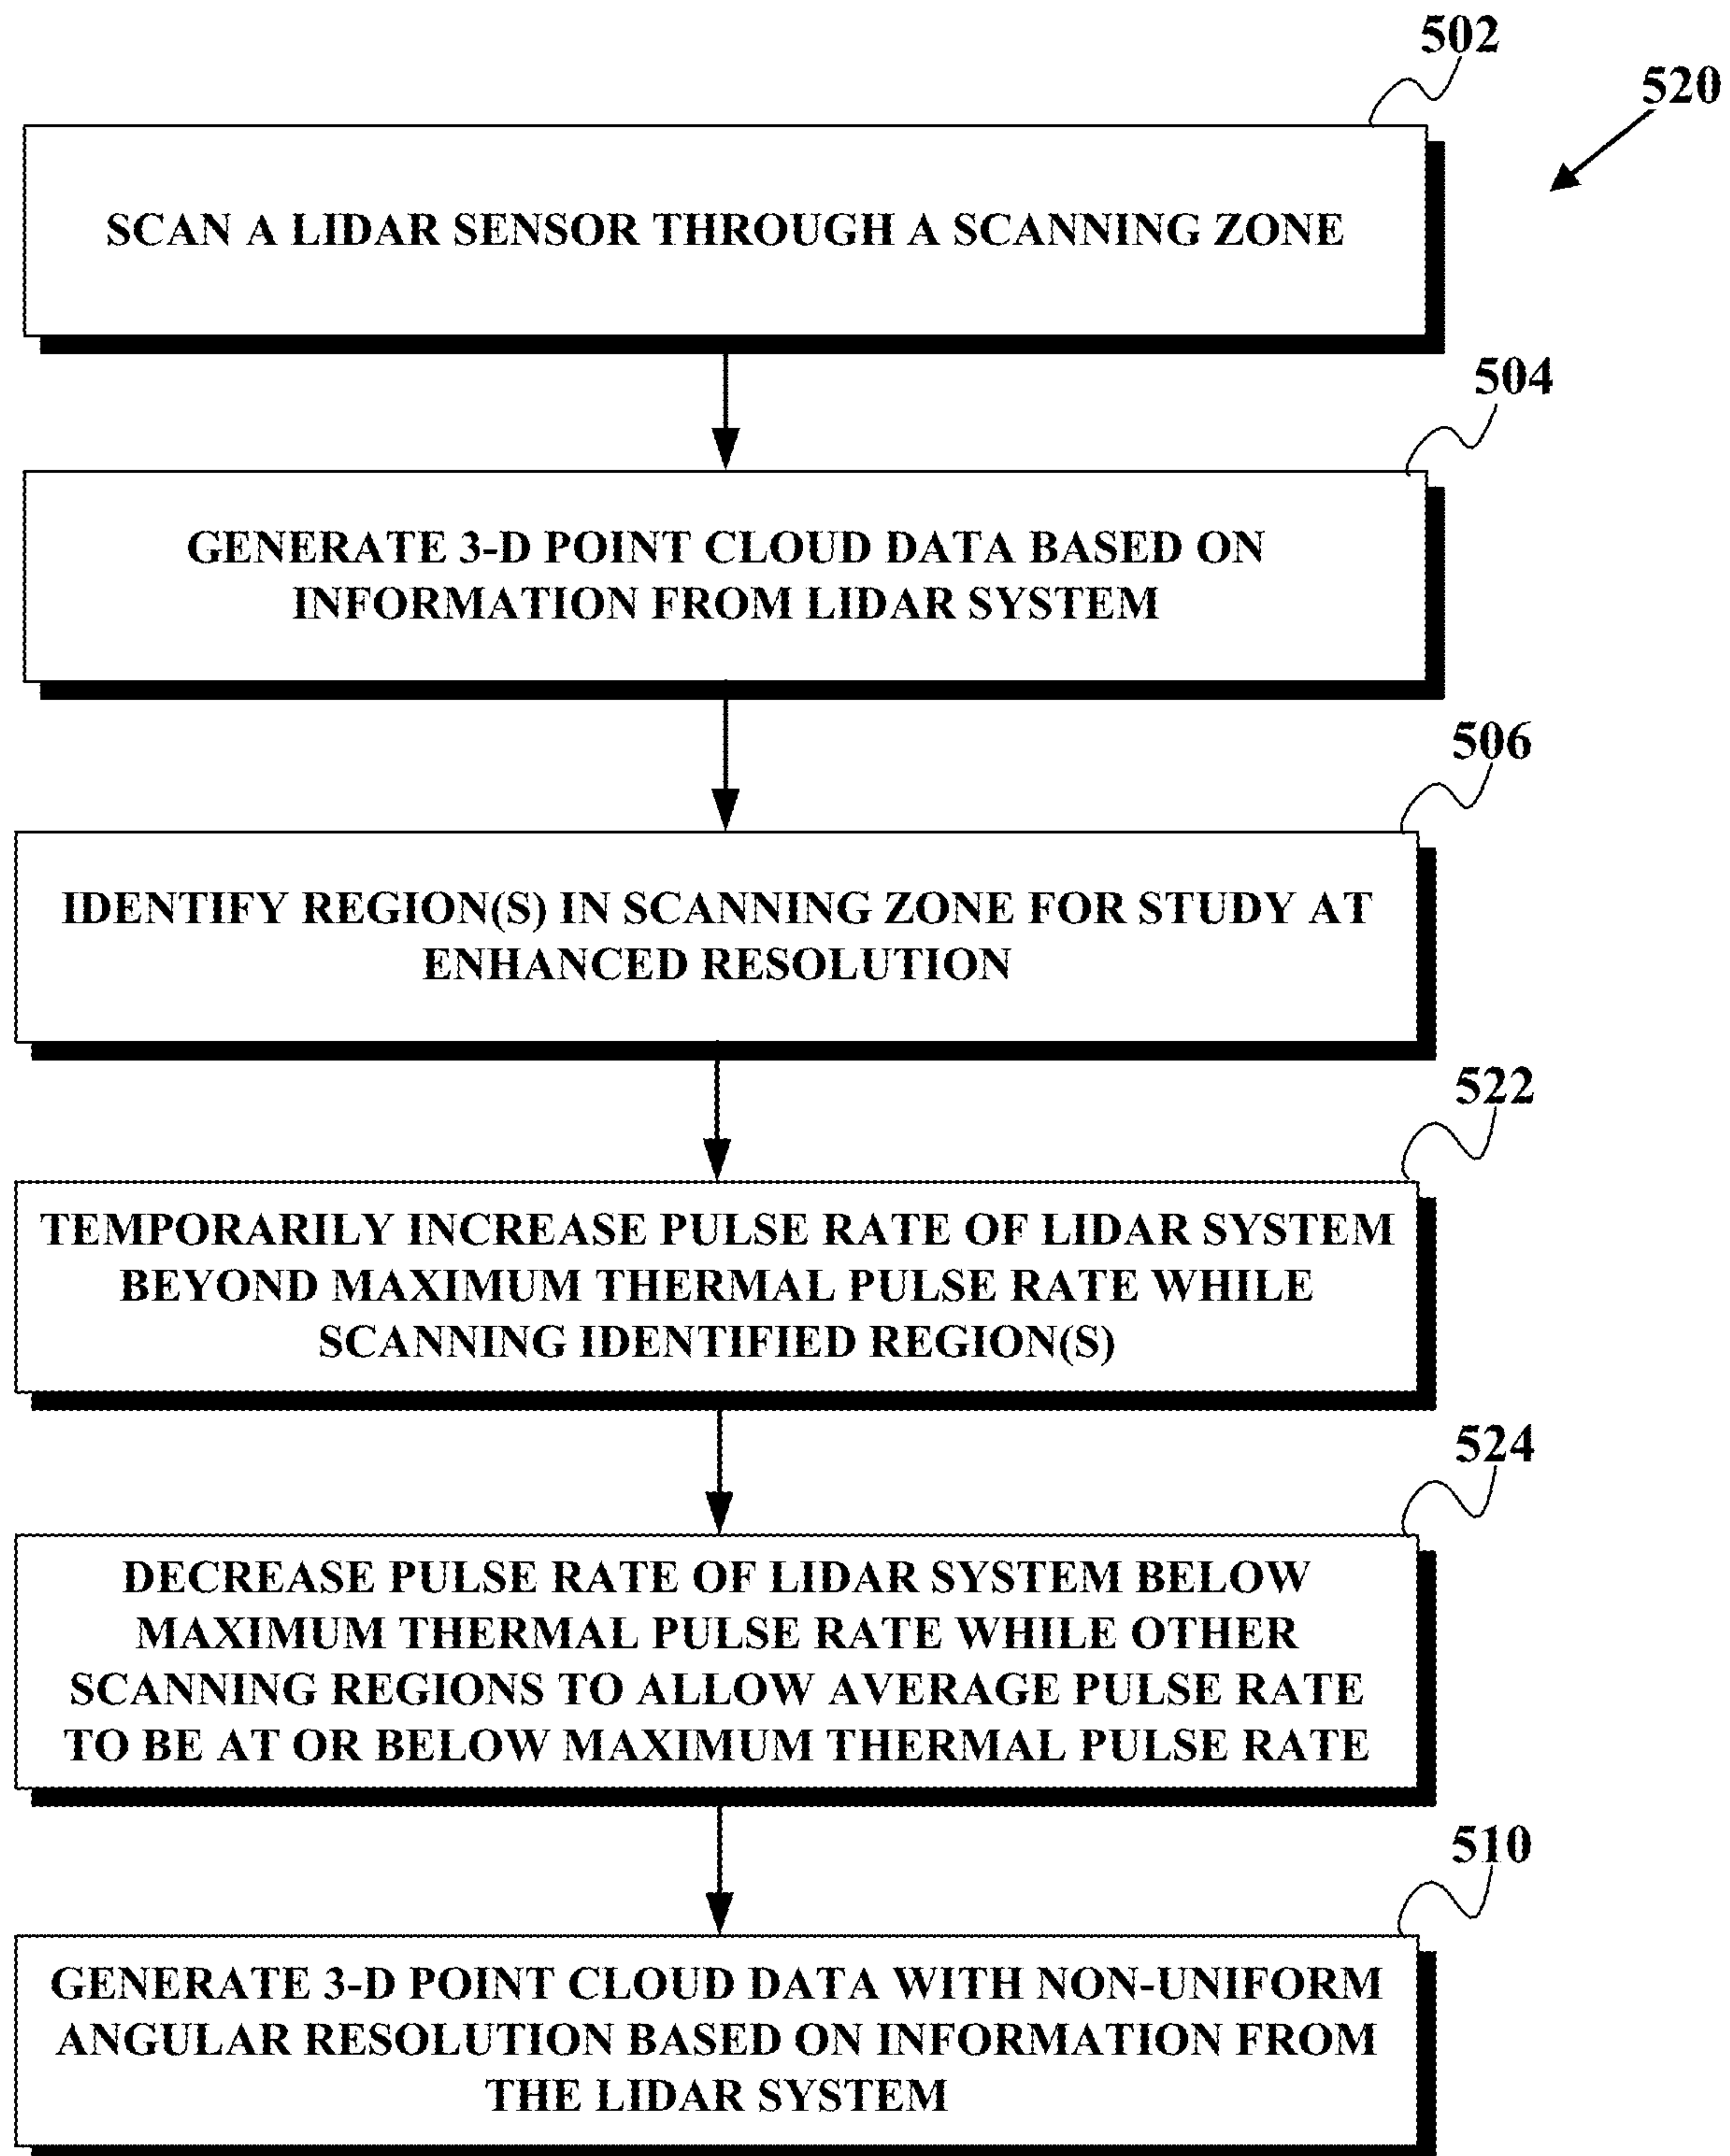 502
520
SCAN A LIDAR SENSOR THROUGH A SCANNING ZONE
504
GENERATE 3-D POINT CLOUD DATA BASED ON
INFORMATION FROM LIDAR SYSTEM
506
IDENTIFY REGION(S) IN SCANNING ZONE FOR STUDY AT
ENHANCED RESOLUTION
522
TEMPORARILY INCREASE PULSE RATE OF LIDAR SYSTEM
BEYOND MAXIMUM THERMAL PULSE RATE WHILE
SCANNING IDENTIFIED REGION(S)
524
DECREASE PULSE RATE OF LIDAR SYSTEM BELOW
MAXIMUM THERMAL PULSE RATE WHILE OTHER
SCANNING REGIONS TO ALLOW AVERAGE PULSE RATE
TO BE AT OR BELOW MAXIMUM THERMAL PULSE RATE
510
GENERATE 3-D POINT CLOUD DATA WITH NON-UNIFORM
ANGULAR RESOLUTION BASED ON INFORMATION FROM
THE LIDAR SYSTEM